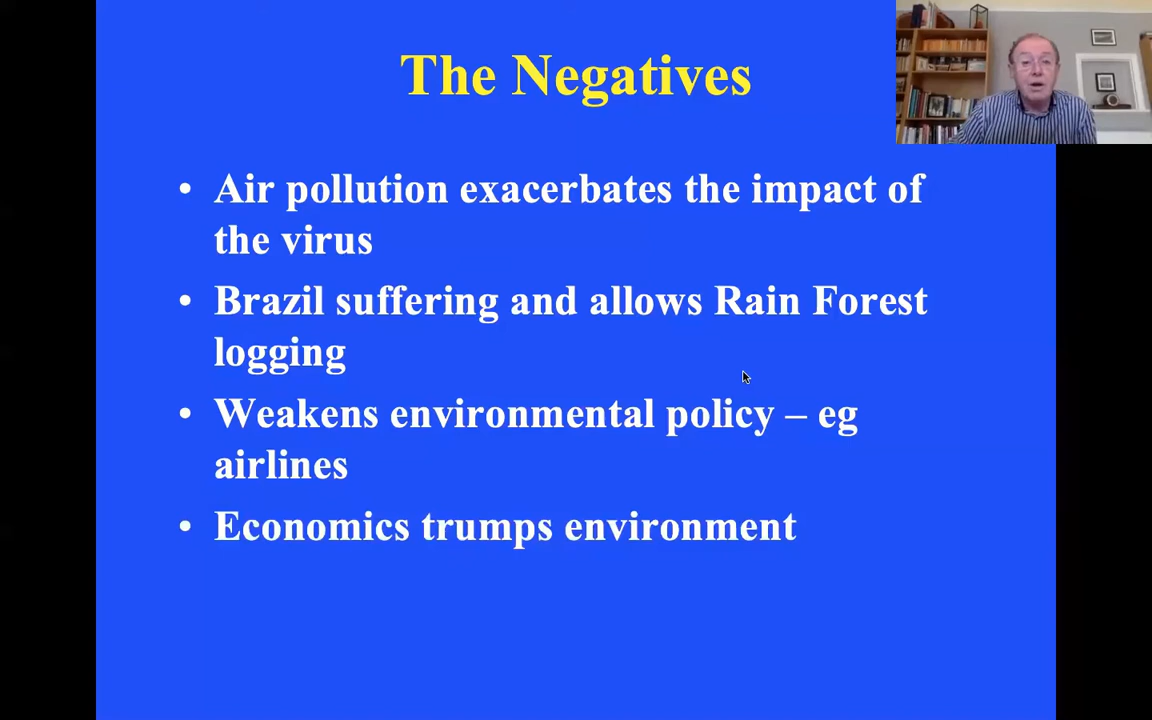 The Negatives
• Air pollution exacerbates the impact of
the virus
• Brazil suffering and allows Rain Forest
logging
• Weakens environmental policy – eg
airlines
• Economics trumps environment